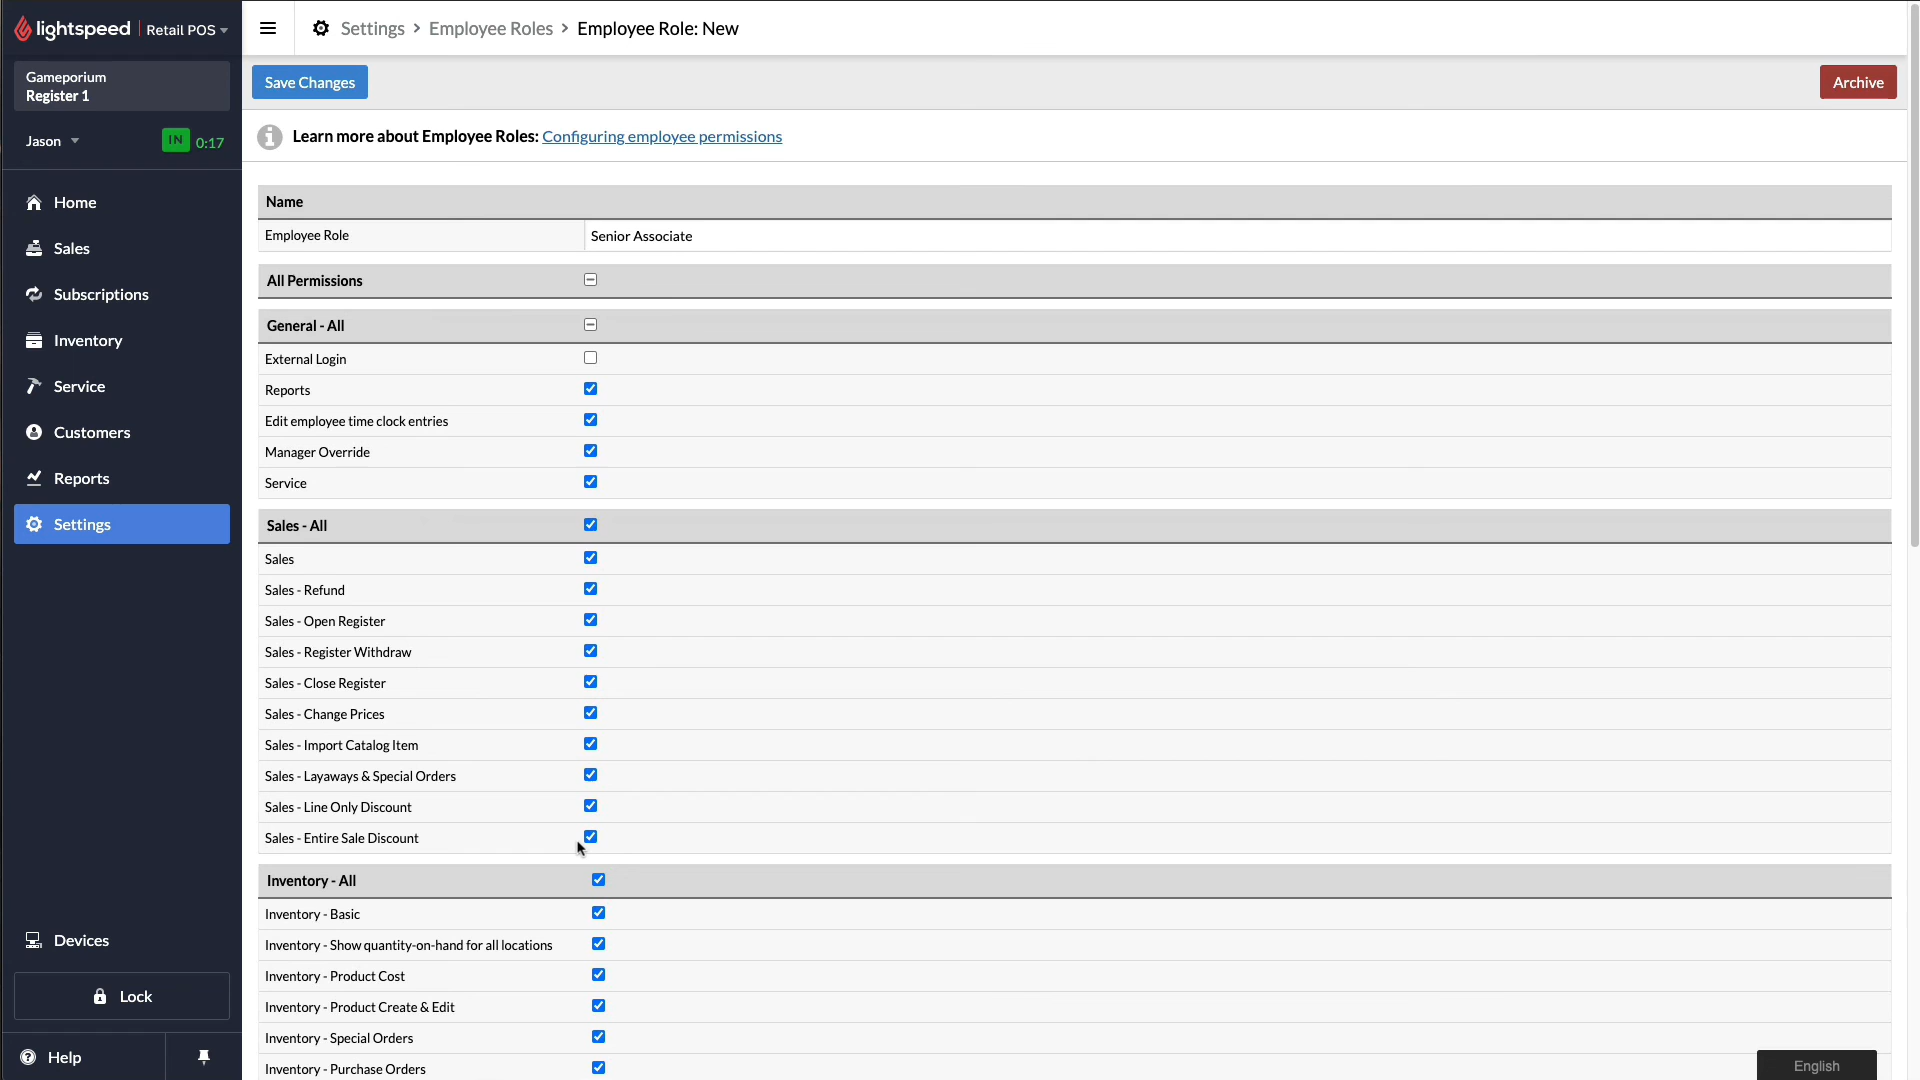 lightspeed Retail POS
Settings > Employee Roles > Employee Role: New
Gameporium
Register 1
Save Changes
Archive
Jason IN 0:17
Learn more about Employee Roles: Configuring employee permissions
Home
Sales
Subscriptions
Inventory
Service
Customers
Reports
Settings
Devices
Lock
Help
Name
Employee Role Senior Associate
All Permissions
General - All
External Login
Reports
Edit employee time clock entries
Manager Override
Service
Sales - All
Sales
Sales - Refund
Sales - Open Register
Sales - Register Withdraw
Sales - Close Register
Sales - Change Prices
Sales - Import Catalog Item
Sales - Layaways & Special Orders
Sales - Line Only Discount
Sales - Entire Sale Discount
Inventory - All
Inventory - Basic
Inventory - Show quantity-on-hand for all locations
Inventory - Product Cost
Inventory - Product Create & Edit
Inventory - Special Orders
Inventory - Purchase Orders
English